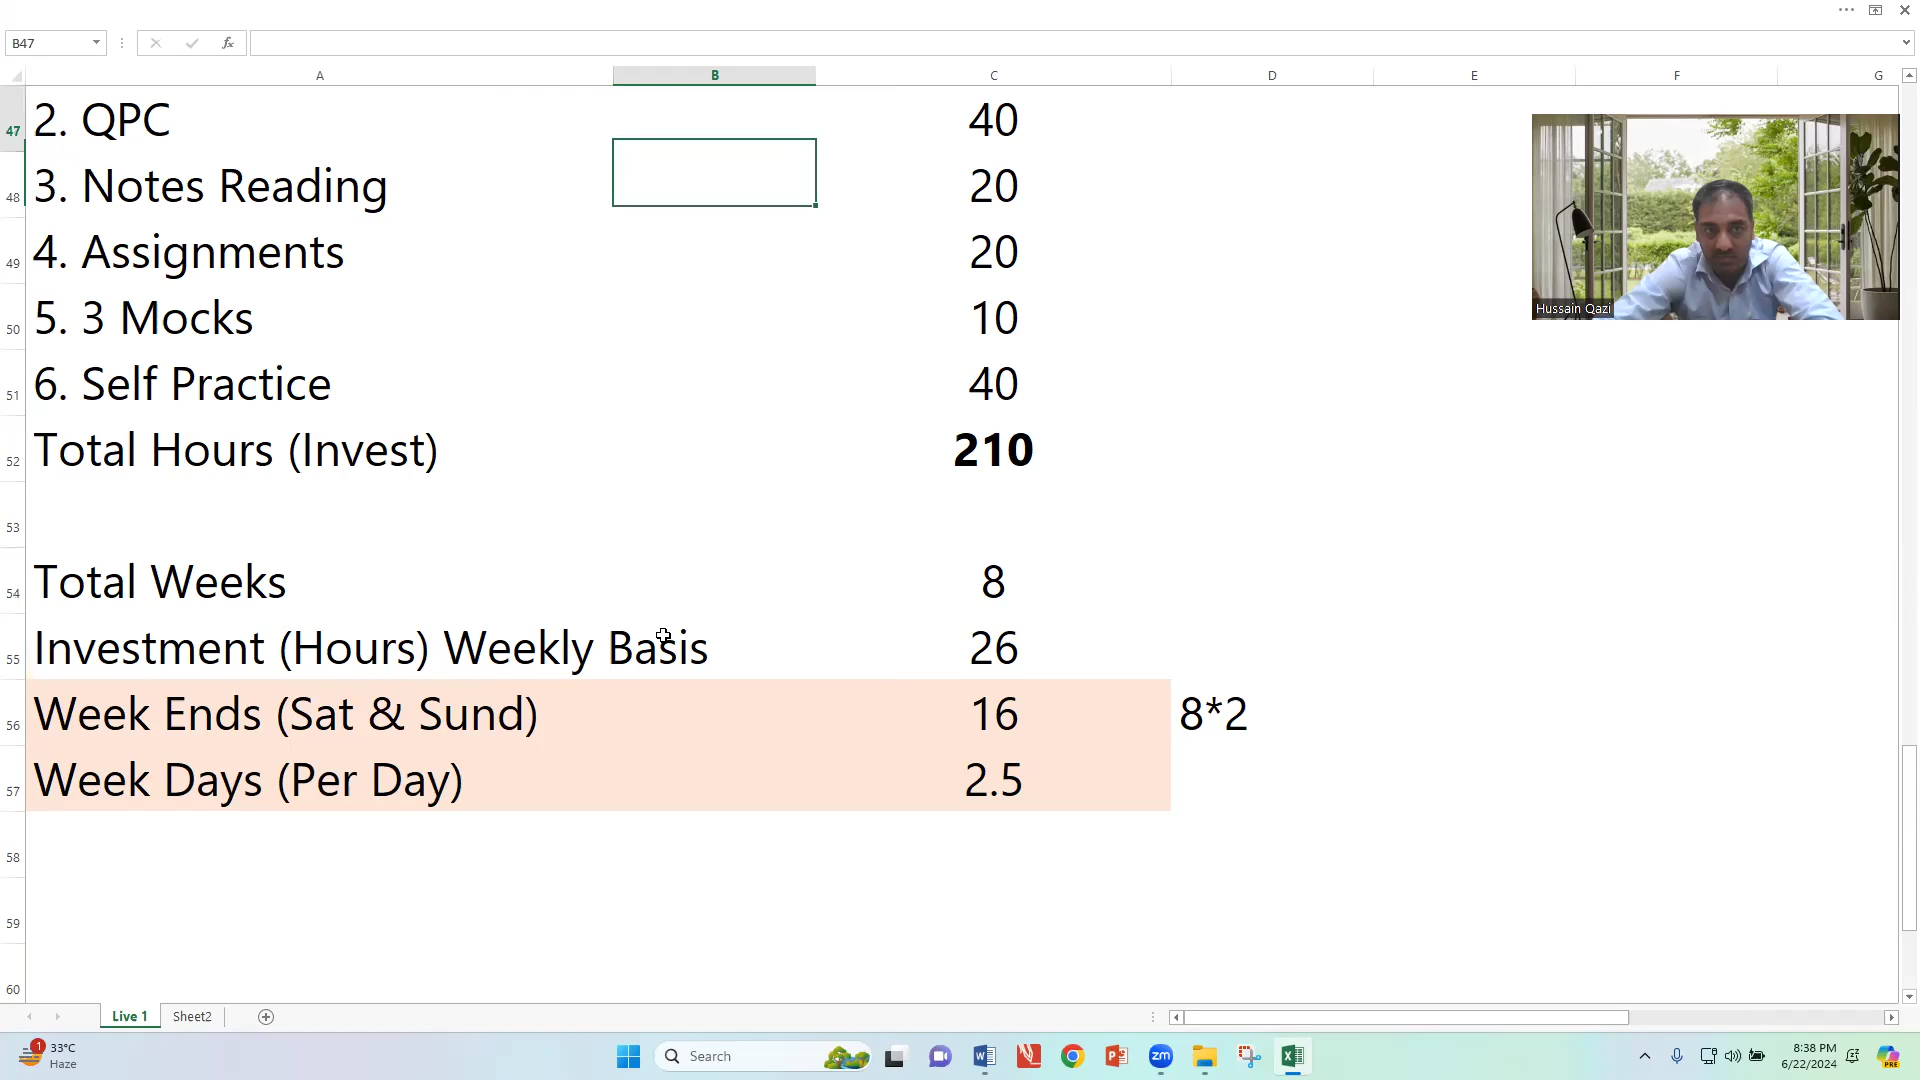 B47
A B C D E F G
47 2. QPC 40
48 3. Notes Reading 20
49 4. Assignments 20
50 5. 3 Mocks 10
51 6. Self Practice 40
52 Total Hours (Invest) 210
53
54 Total Weeks 8
55 Investment (Hours) Weekly Basis 26
56 Week Ends (Sat & Sund) 16 8*2
57 Week Days (Per Day) 2.5
58
59
60
Hussain Qazi
Live 1 Sheet2
1 33°C
Haze
Search
zm
PRE
8:38 PM
6/22/2024